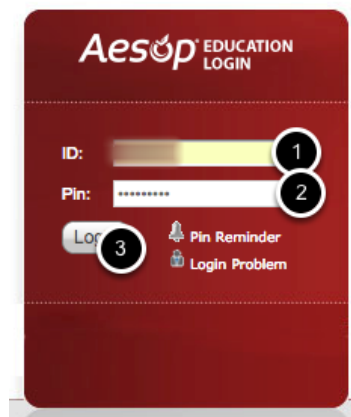 Aesop EDUCATION
LOGIN
ID:
1
Pin:
2
3
Pin Reminder
Login Problem